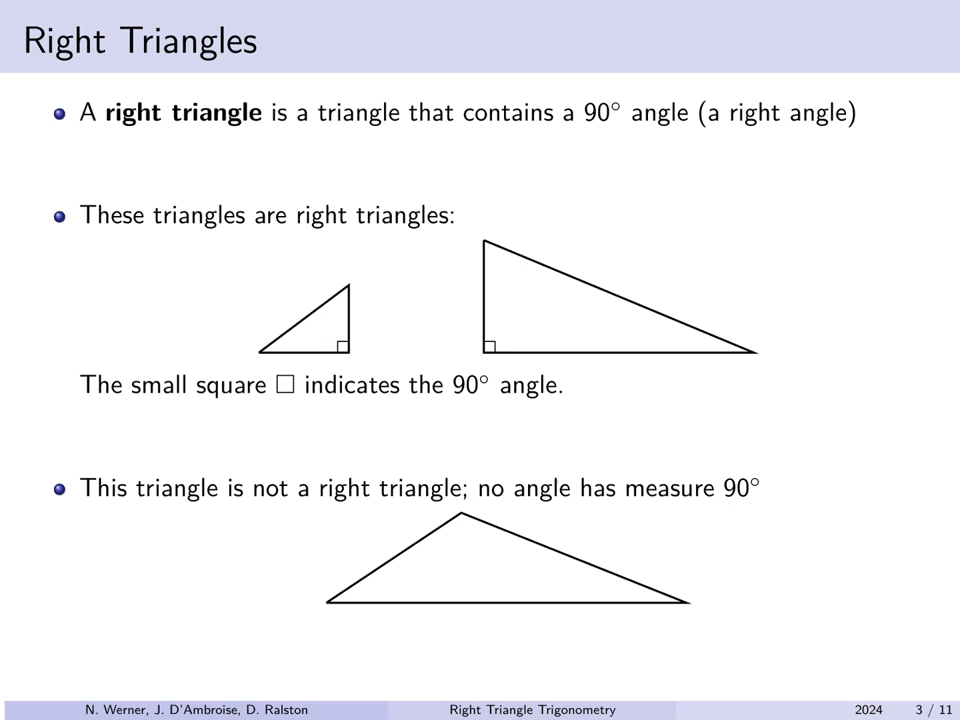 Right Triangles
A right triangle is a triangle that contains a 90° angle (a right angle)
These triangles are right triangles:
The small square □ indicates the 90° angle.
This triangle is not a right triangle; no angle has measure 90°
N. Werner, J. D'Ambroise, D. Ralston Right Triangle Trigonometry 2024 3 / 11